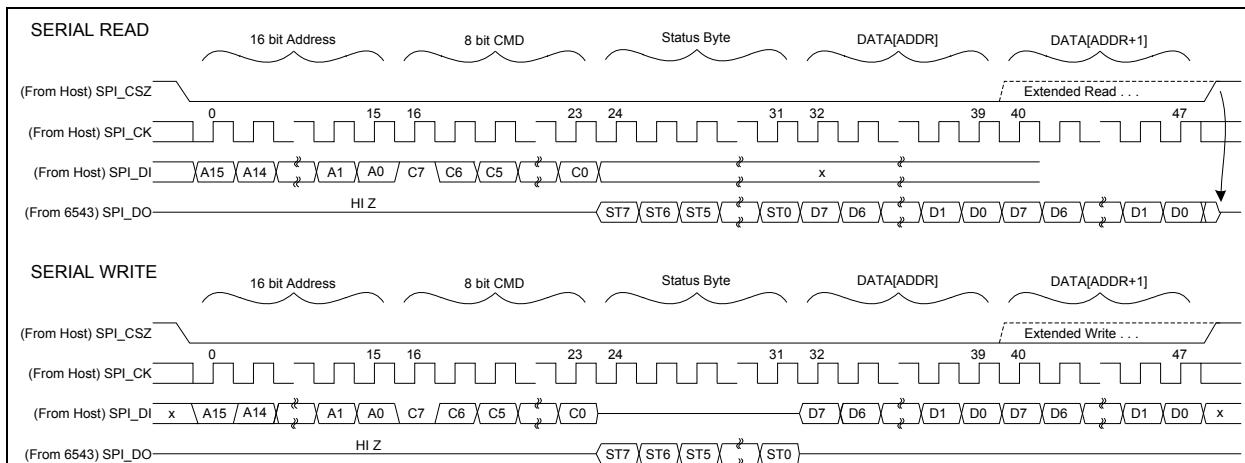 SERIAL READ
16 bit Address 8 bit CMD Status Byte DATA[ADDR] DATA[ADDR+1]
(From Host) SPI_CSZ Extended Read . . .
0 15 16 23 24 31 32 39 40 47
(From Host) SPI_CK
(From Host) SPI_DI A15 A14 A1 A0 C7 C6 C5 C0 x
HI Z
(From 6543) SPI_DO ST7 ST6 ST5 ST0 D7 D6 D1 D0 D7 D6 D1 D0
SERIAL WRITE
16 bit Address 8 bit CMD Status Byte DATA[ADDR] DATA[ADDR+1]
(From Host) SPI_CSZ Extended Write . . .
0 15 16 23 24 31 32 39 40 47
(From Host) SPI_CK
(From Host) SPI_DI x A15 A14 A1 A0 C7 C6 C5 C0 D7 D6 D1 D0 D7 D6 D1 D0 x
HI Z
(From 6543) SPI_DO ST7 ST6 ST5 ST0